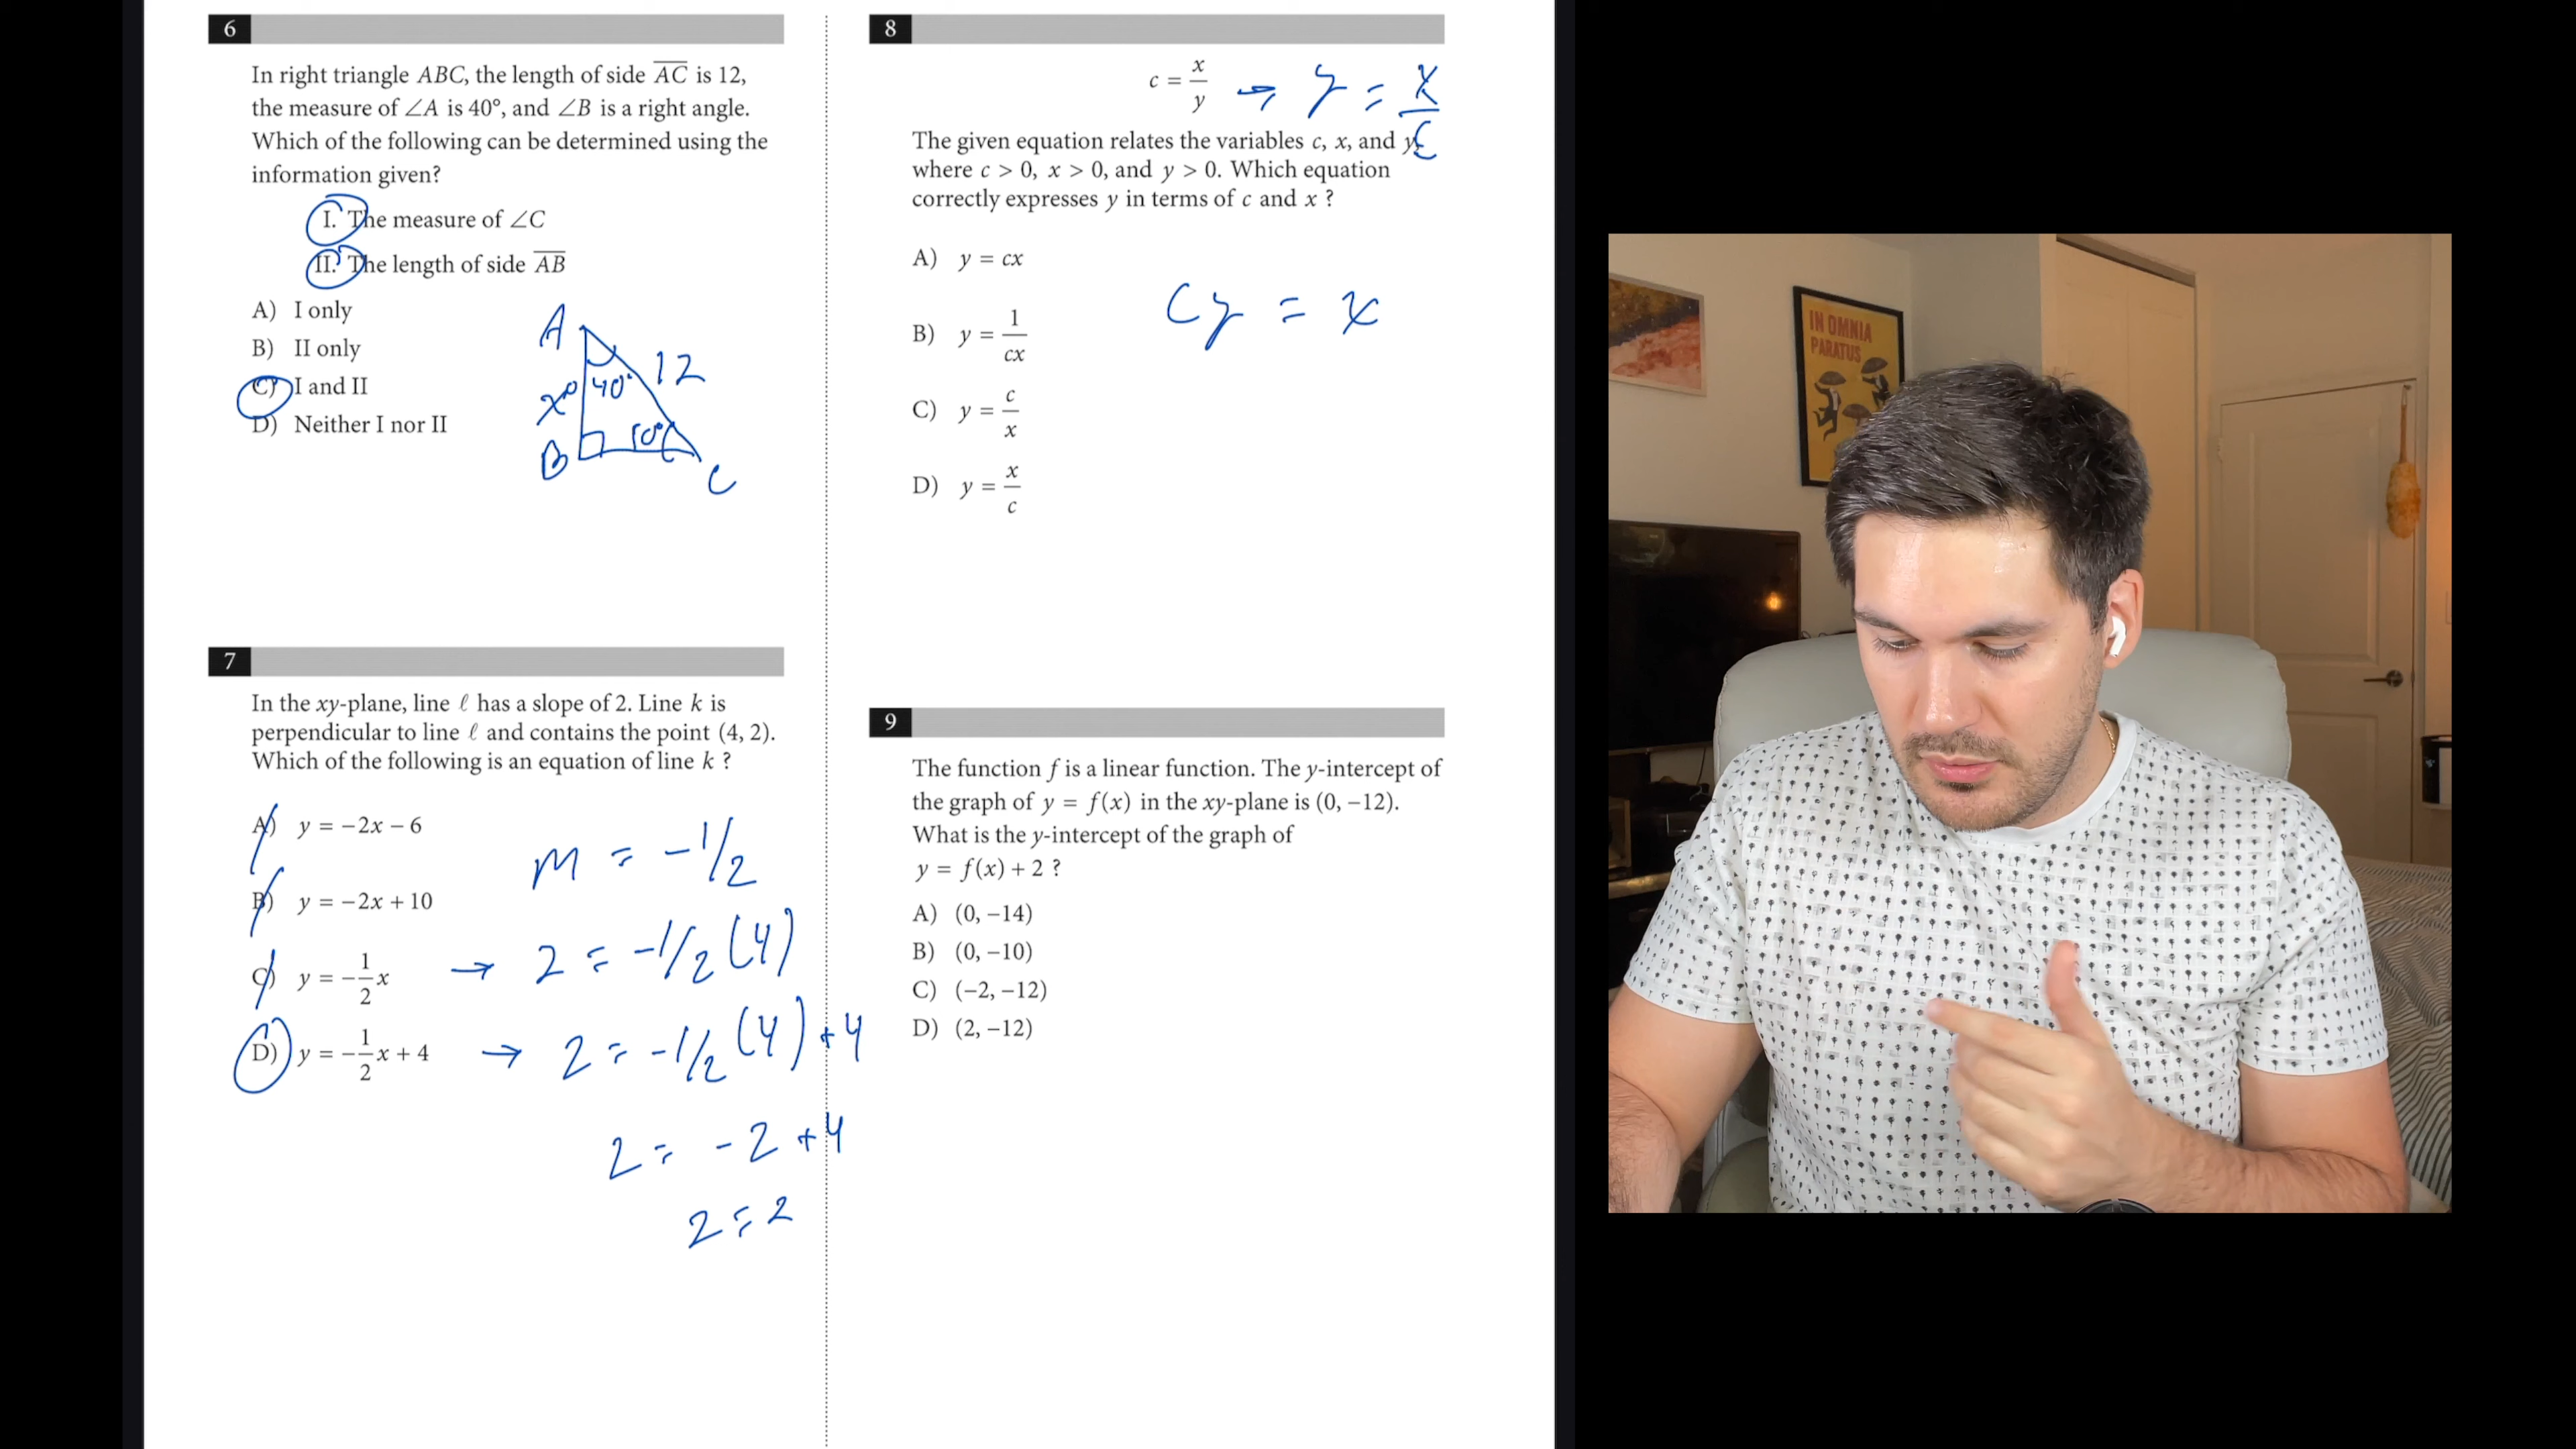 6
In right triangle ABC, the length of side AC is 12,
the measure of ∠A is 40°, and ∠B is a right angle.
Which of the following can be determined using the
information given?
I. The measure of ∠C
II. The length of side AB
A) I only
B) II only
C) I and II
D) Neither I nor II
A
12
40°
x°
50°
B
C
7
In the xy-plane, line ℓ has a slope of 2. Line k is
perpendicular to line ℓ and contains the point (4, 2).
Which of the following is an equation of line k ?
A) y = −2x − 6
B) y = −2x + 10
C) y = −1/2 x
D) y = −1/2 x + 4
m = -1/2
→ 2 = -1/2 (4)
→ 2 = -1/2 (4) + 4
2 = -2 + 4
2 = 2
8
c = x/y → y = x/c
The given equation relates the variables c, x, and y,
where c > 0, x > 0, and y > 0. Which equation
correctly expresses y in terms of c and x ?
A) y = cx
B) y = 1/cx
C) y = c/x
D) y = x/c
cy = x
9
The function f is a linear function. The y-intercept of
the graph of y = f(x) in the xy-plane is (0, −12).
What is the y-intercept of the graph of
y = f(x) + 2 ?
A) (0, −14)
B) (0, −10)
C) (−2, −12)
D) (2, −12)
IN OMNIA
PARATUS